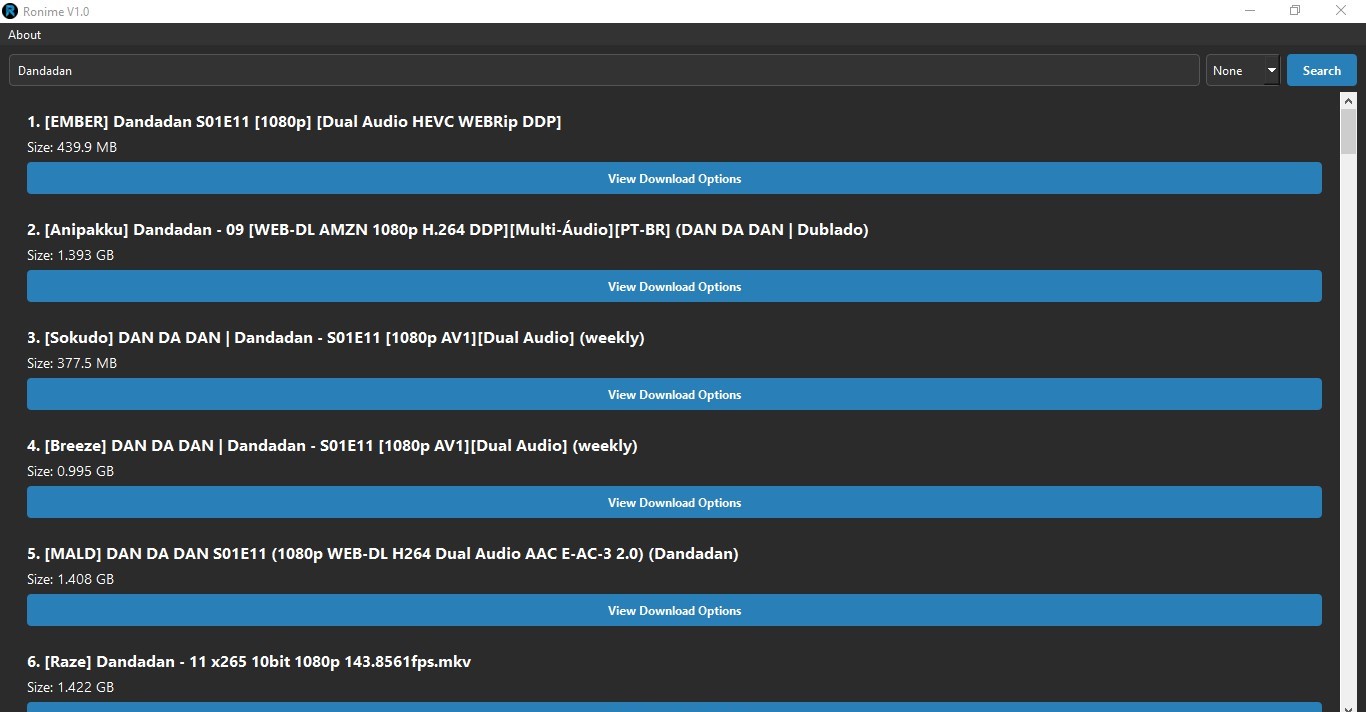 Ronime V1.0
About
Dandadan
None
Search
1. [EMBER] Dandadan S01E11 [1080p] [Dual Audio HEVC WEBRip DDP]
Size: 439.9 MB
View Download Options
2. [Anipakku] Dandadan - 09 [WEB-DL AMZN 1080p H.264 DDP][Multi-Áudio][PT-BR] (DAN DA DAN | Dublado)
Size: 1.393 GB
View Download Options
3. [Sokudo] DAN DA DAN | Dandadan - S01E11 [1080p AV1][Dual Audio] (weekly)
Size: 377.5 MB
View Download Options
4. [Breeze] DAN DA DAN | Dandadan - S01E11 [1080p AV1][Dual Audio] (weekly)
Size: 0.995 GB
View Download Options
5. [MALD] DAN DA DAN S01E11 (1080p WEB-DL H264 Dual Audio AAC E-AC-3 2.0) (Dandadan)
Size: 1.408 GB
View Download Options
6. [Raze] Dandadan - 11 x265 10bit 1080p 143.8561fps.mkv
Size: 1.422 GB